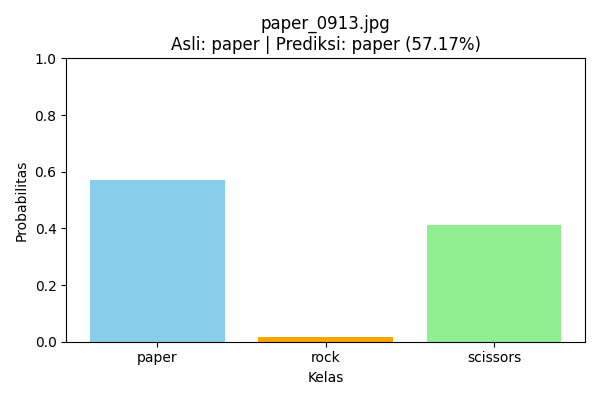 paper_0913.jpg
Asli: paper | Prediksi: paper (57.17%)
1.0
0.8
0.6
0.4
0.2
0.0
Probabilitas
paper rock scissors
Kelas